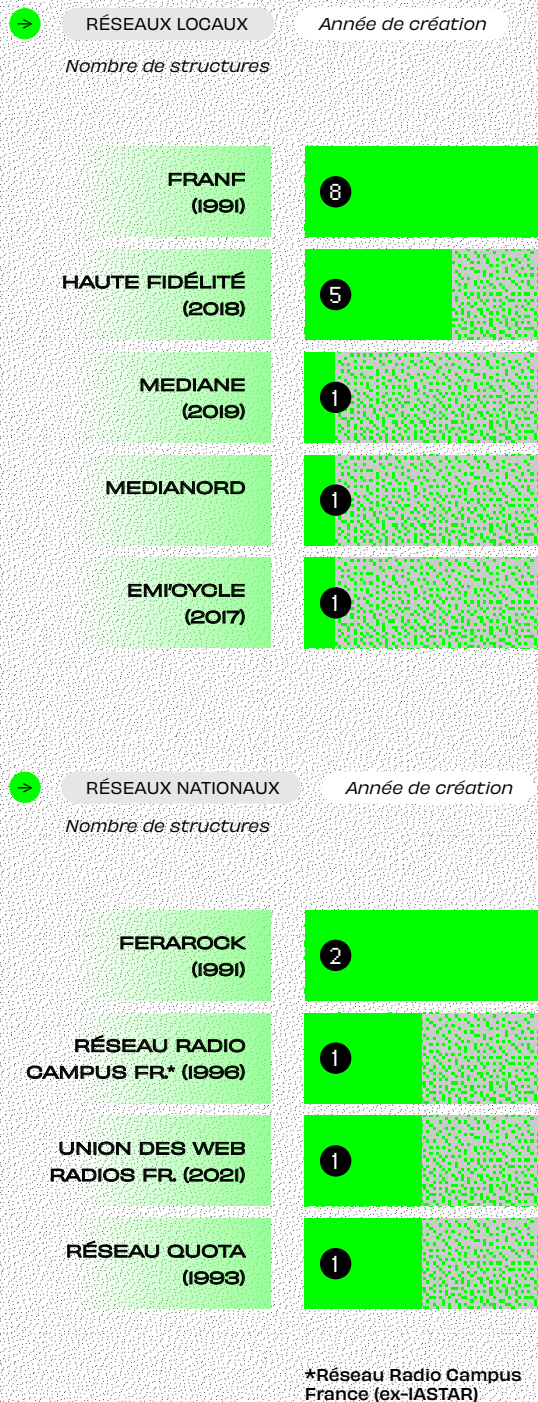 → RÉSEAUX LOCAUX Année de création
Nombre de structures
FRANF
(1991)
8
HAUTE FIDÉLITÉ
(2018)
5
MEDIANE
(2019)
1
MEDIANORD
1
EMI'CYCLE
(2017)
1
→ RÉSEAUX NATIONAUX Année de création
Nombre de structures
FERAROCK
(1991)
2
RÉSEAU RADIO
CAMPUS FR.* (1996)
1
UNION DES WEB
RADIOS FR. (2021)
1
RÉSEAU QUOTA
(1993)
1
*Réseau Radio Campus
France (ex-IASTAR)